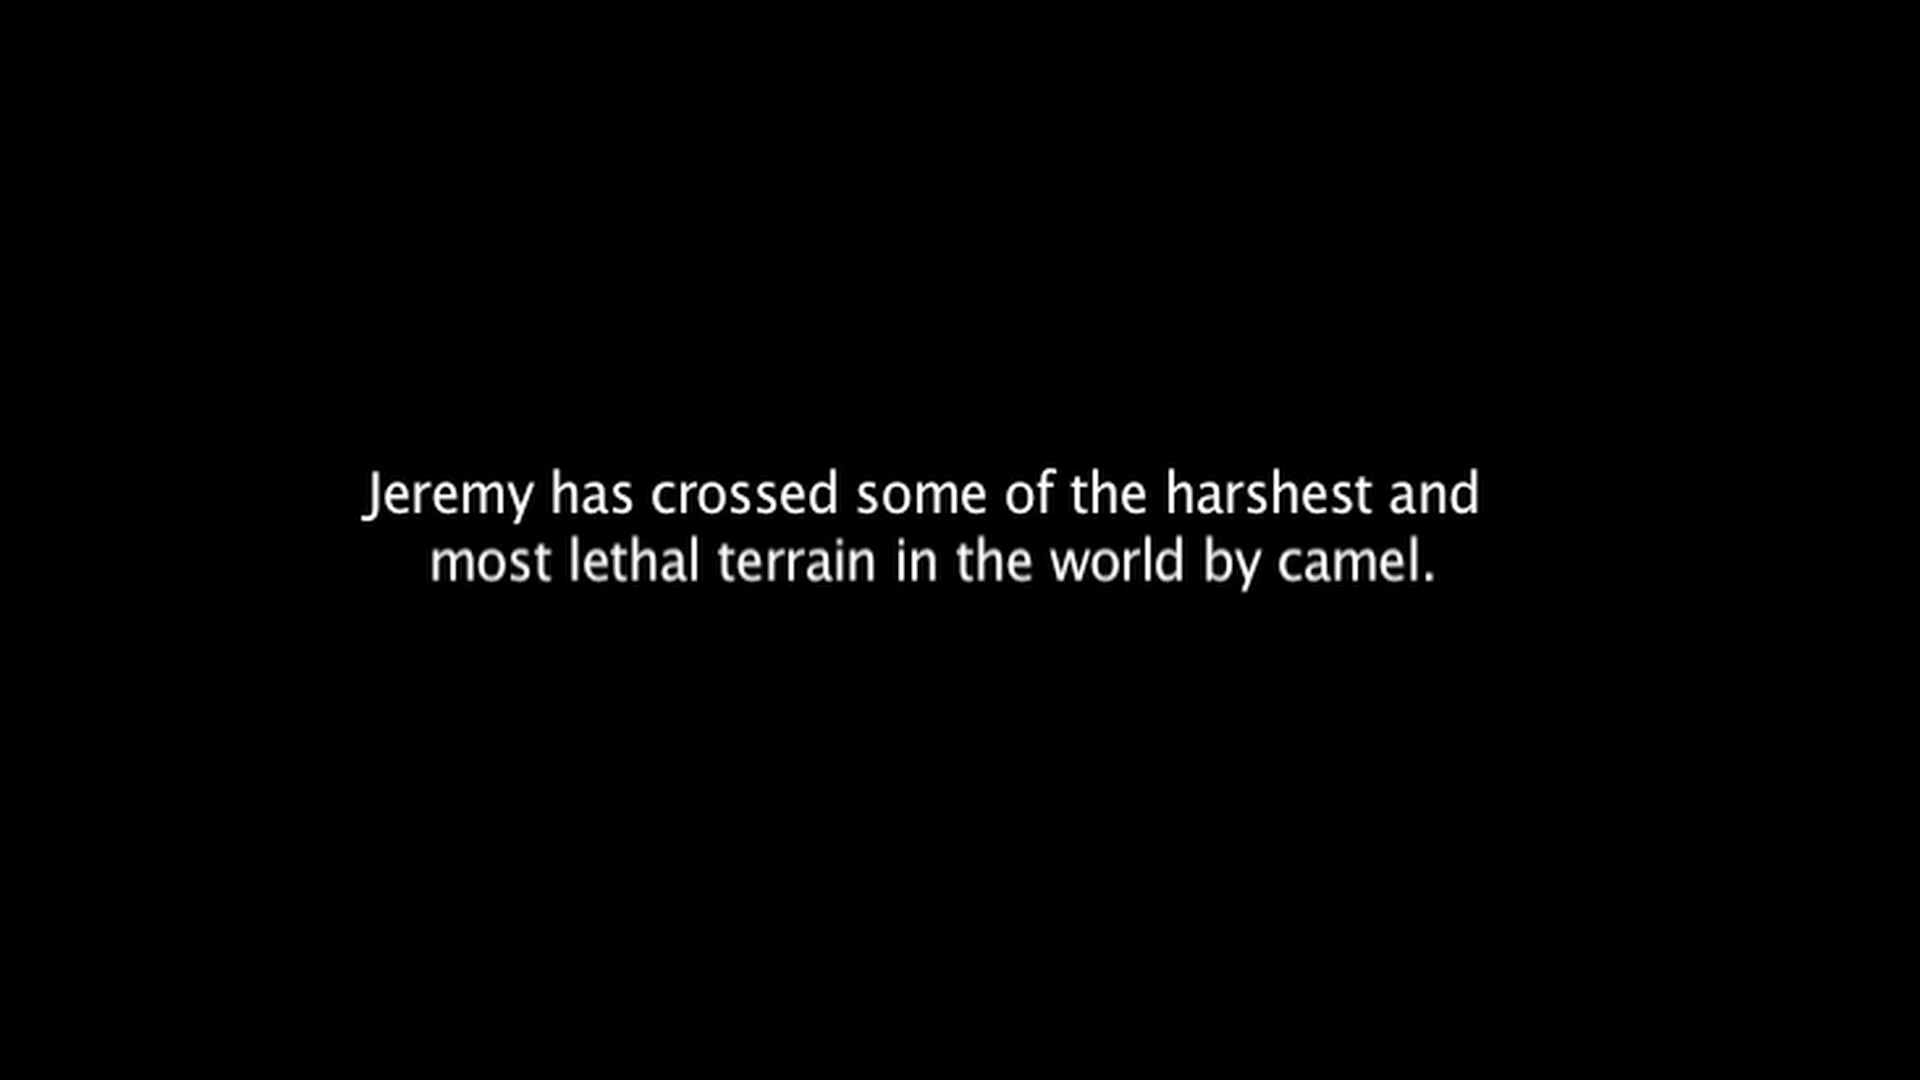 Jeremy has crossed some of the harshest and
most lethal terrain in the world by camel.